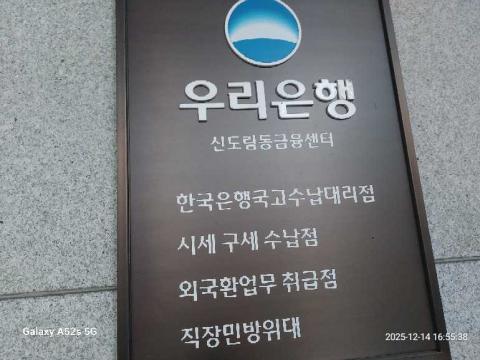 우리은행
신도림동금융센터
한국은행국고수납대리점
시세 구세 수납점
외국환업무 취급점
직장민방위대
Galaxy A52s 5G
2025-12-14 16:55:38